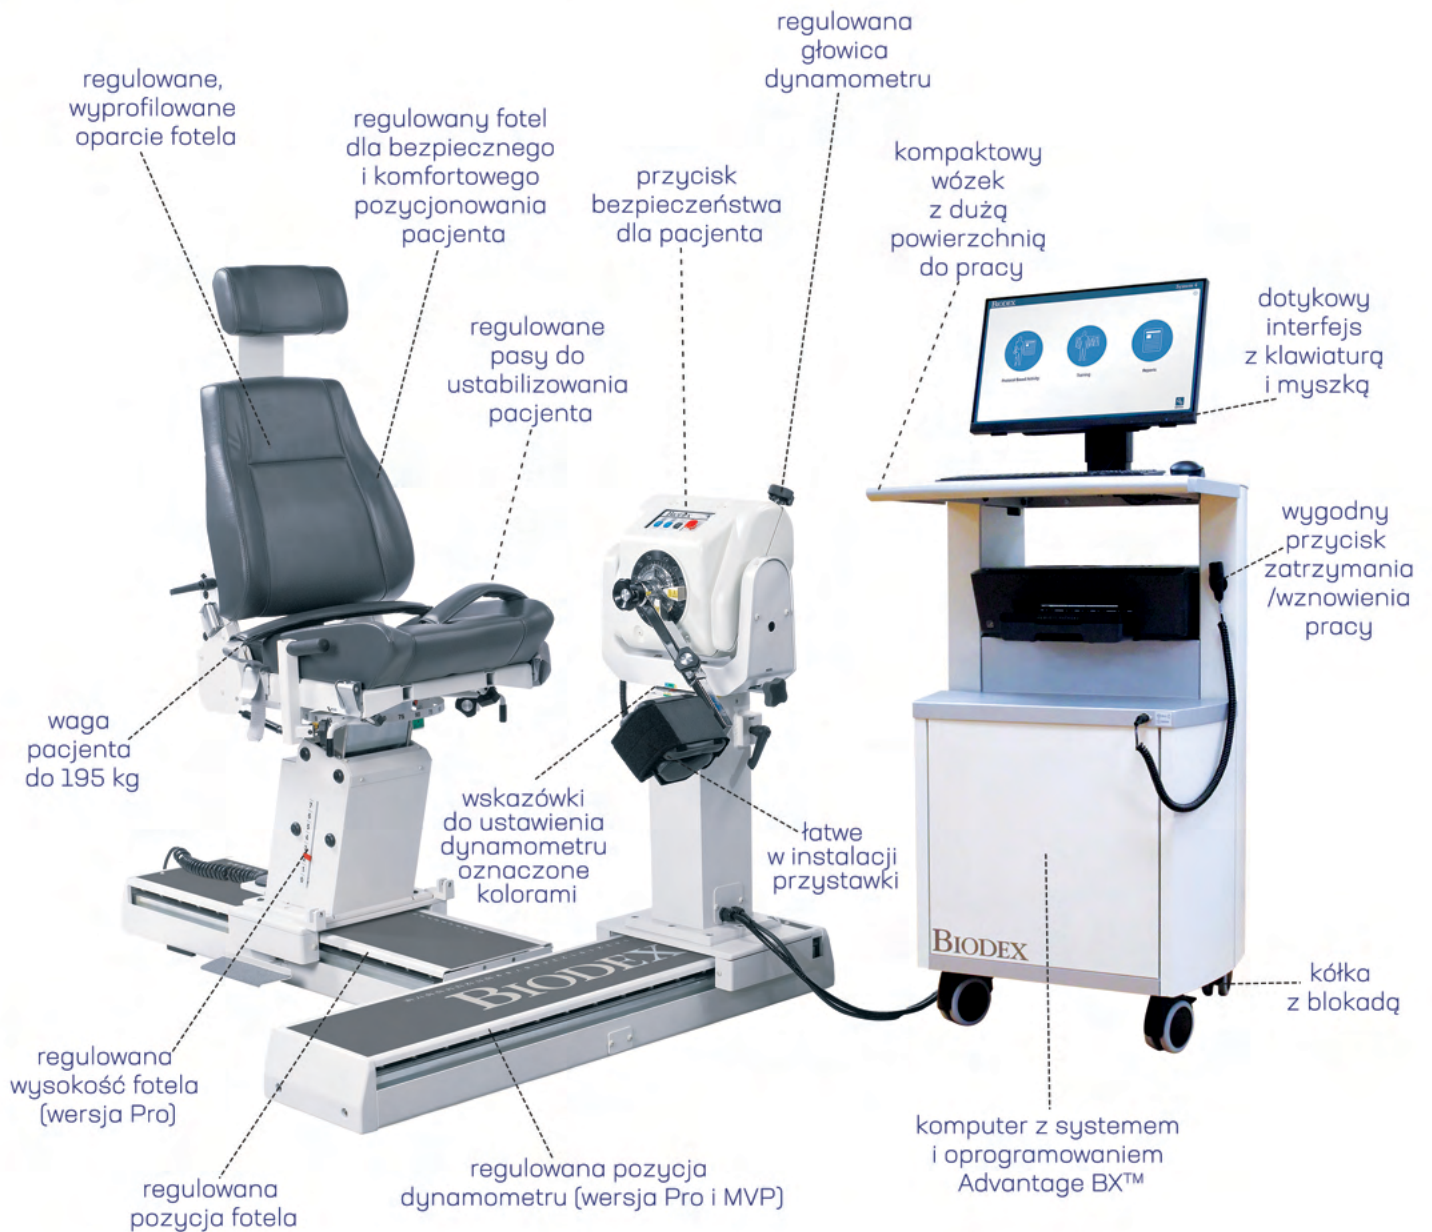 regulowana
głowica
dynamometru
regulowane,
wyprofilowane
oparcie fotela
regulowany fotel
dla bezpiecznego
i komfortowego
pozycjonowania
pacjenta
przycisk
bezpieczeństwa
dla pacjenta
kompaktowy
wózek
z dużą
powierzchnią
do pracy
dotykowy
interfejs
z klawiaturą
i myszką
regulowane
pasy do
ustabilizowania
pacjenta
BIODEX
Training
wygodny
przycisk
zatrzymania
/wznowienia
pracy
waga
pacjenta
do 195 kg
wskazówki
do ustawienia
dynamometru
oznaczone
kolorami
łatwe
w instalacji
przystawki
BIODEX
BIODEX
kółka
z blokadą
regulowana
wysokość fotela
(wersja Pro)
regulowana
pozycja fotela
regulowana pozycja
dynamometru (wersja Pro i MVP)
komputer z systemem
i oprogramowaniem
Advantage BX™